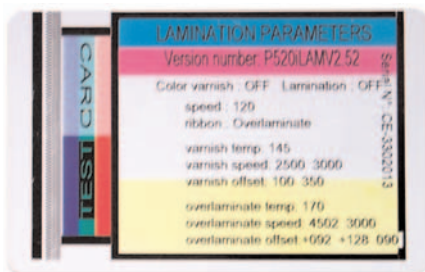 LAMINATION PARAMETERS
Version number: P520iLAMV2.52
Color varnish : OFF Lamination : OFF
speed : 120
ribbon : Overlaminate
varnish temp. 145
varnish speed: 2500 3000
varnish offset: 100 350
overlaminate temp. 170
overlaminate speed: 4502 3000
overlaminate offset +092 +128 090
Serial N°: CE-3302013
CARD
TEST